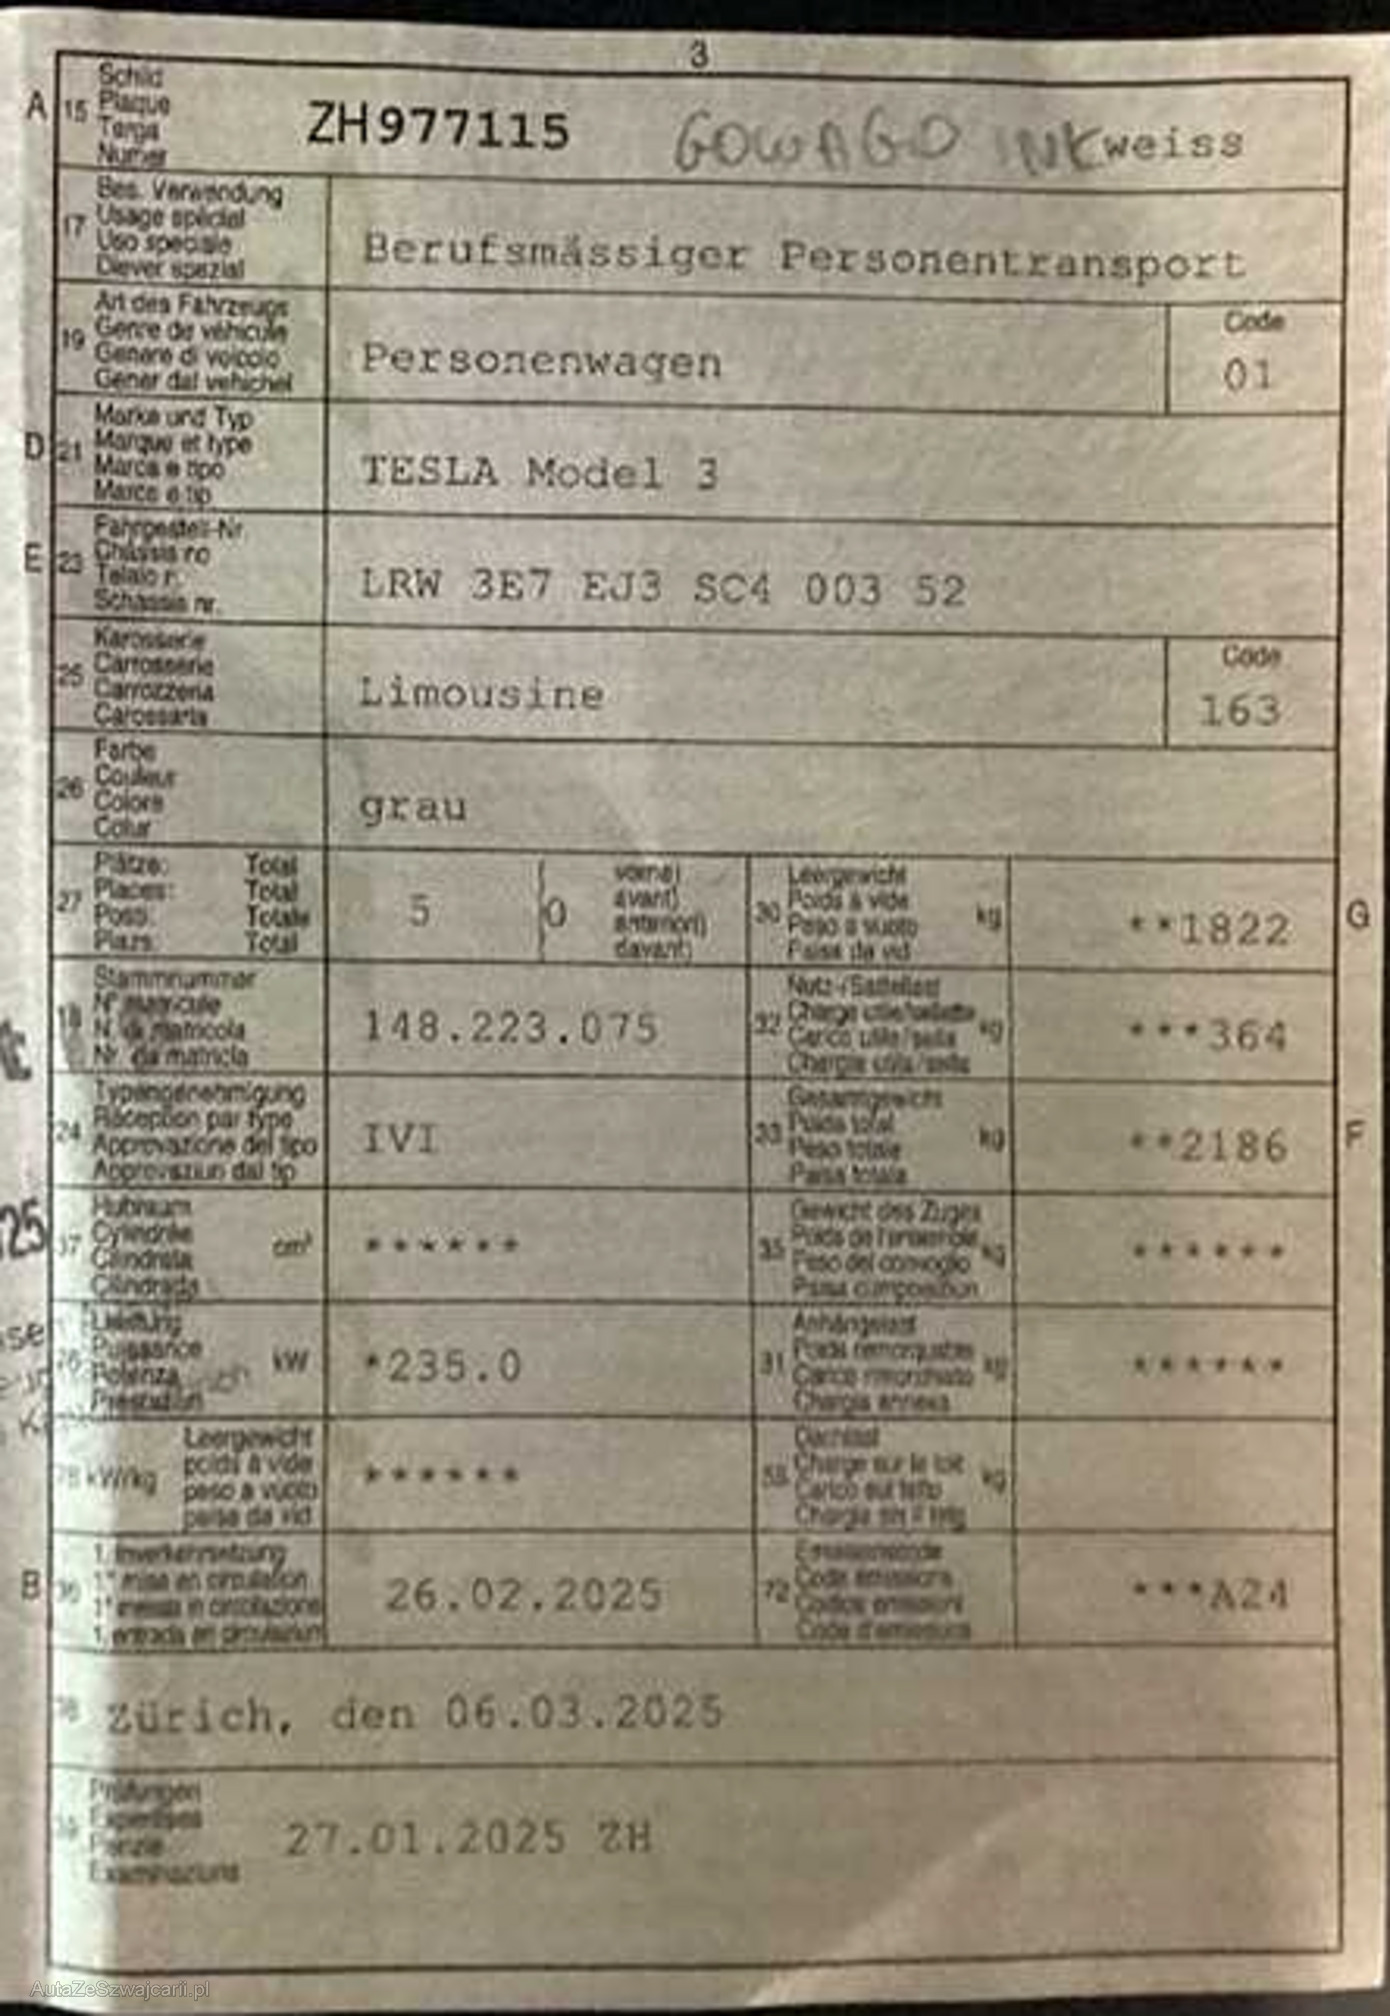 3
A 15 Schild
Plaque
Targa
Numer
ZH977115 GOWAGO INK weiss
17 Bes. Verwendung
Usage spécial
Uso speciale
Diever spezial
Berufsmässiger Personentransport
19 Art des Fahrzeugs
Genre de véhicule
Genere di veicolo
Gener dal vehichel
Personenwagen
Code
01
D 21 Marke und Typ
Marque et type
Marca e tipo
Marca e tip
TESLA Model 3
E 23 Fahrgestell-Nr.
Châssis no
Telaio n.
Schassis nr.
LRW 3E7 EJ3 SC4 003 52
25 Karosserie
Carrosserie
Carrozzeria
Carossaria
Limousine
Code
163
26 Farbe
Couleur
Colore
Colur
grau
27 Plätze: Total
Places: Total
Posti: Totale
Plazs: Total
5 (0 vorne)
avant)
anteriori)
davant)
30 Leergewicht
Poids à vide
Peso a vuoto
Paisa da vid
kg
**1822
G
18 Stammnummer
N° matricule
N. di matricola
Nr. da matricla
148.223.075
32 Nutz-/Sattellast
Charge utile/sellette
Carico utile/sella
Chargia utila/sella
kg
***364
24 Typengenehmigung
Réception par type
Approvazione del tipo
Approvaziun dal tip
IVI
33 Gesamtgewicht
Poids total
Peso totale
Paisa totala
kg
**2186
F
37 Hubraum
Cylindrée
Cilindrata
Cilindrada
cm³
******
35 Gewicht des Zuges
Poids de l'ensemble
Peso del convoglio
Paisa cumposiziun
kg
******
76 Leistung
Puissance
Potenza
Prestaziun
kW
*235.0
31 Anhängelast
Poids remorquable
Carico rimorchiato
Chargia annexa
kg
******
78 kW/kg Leergewicht
poids à vide
peso a vuoto
paisa da vid
******
55 Dachlast
Charge sur le toit
Carico sul tetto
Chargia sin il tetg
kg
B 36 1. Inverkehrsetzung
1re mise en circulation
1a messa in circolazione
1. entrada en circulaziun
26.02.2025
72 Emissionscode
Code émissions
Codice emissioni
Code d'emissiuns
***A24
38 Zürich, den 06.03.2025
39 Prüfungen
Expertises
Perizie
Examinaziuns
27.01.2025 ZH
AutaZeSzwajcarii.pl